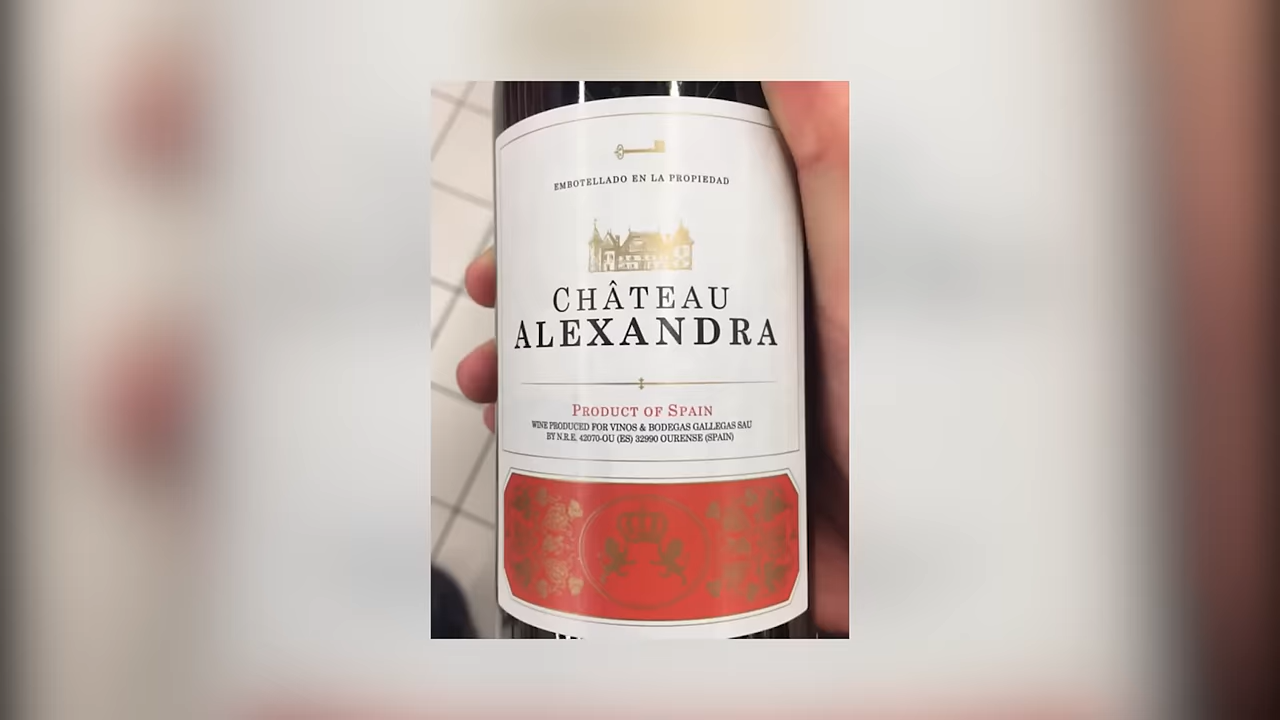 EMBOTELLADO EN LA PROPIEDAD
CHÂTEAU
ALEXANDRA
PRODUCT OF SPAIN
WINE PRODUCED FOR VINOS & BODEGAS GALLEGAS SAU
BY N.R.E. 42070-OU (ES) 32990 OURENSE (SPAIN)